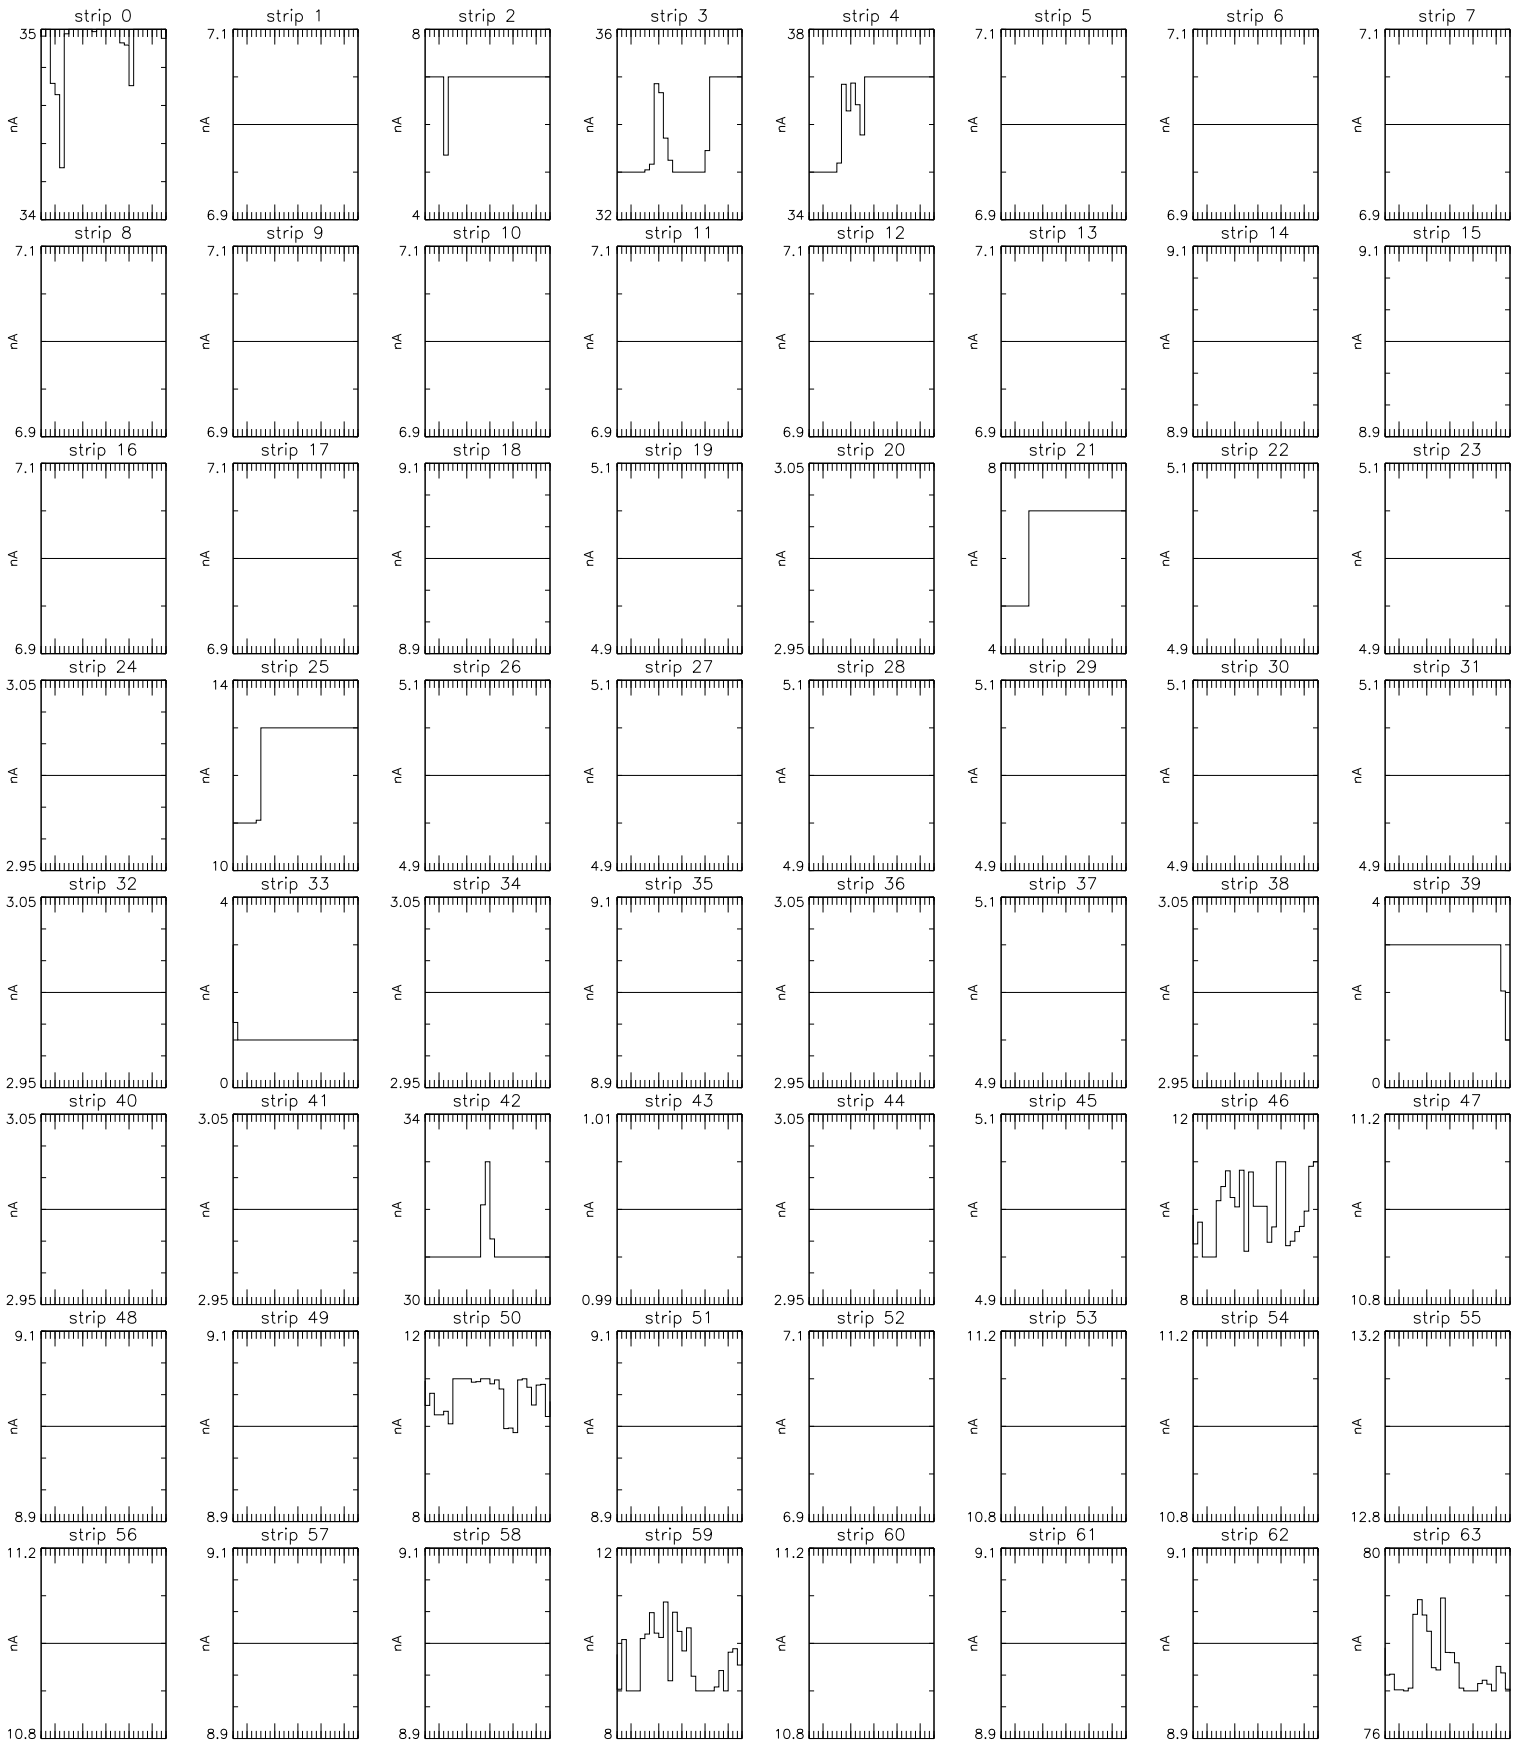 strip 0 strip 1 strip 2 strip 3 strip 4 strip 5 strip 6 strip 7
35 7.1 8 36 38 7.1 7.1 7.1
nA nA nA nA nA nA nA nA
34 6.9 4 32 34 6.9 6.9 6.9
strip 8 strip 9 strip 10 strip 11 strip 12 strip 13 strip 14 strip 15
7.1 7.1 7.1 7.1 7.1 7.1 9.1 9.1
nA nA nA nA nA nA nA nA
6.9 6.9 6.9 6.9 6.9 6.9 8.9 8.9
strip 16 strip 17 strip 18 strip 19 strip 20 strip 21 strip 22 strip 23
7.1 7.1 9.1 5.1 3.05 8 5.1 5.1
nA nA nA nA nA nA nA nA
6.9 6.9 8.9 4.9 2.95 4 4.9 4.9
strip 24 strip 25 strip 26 strip 27 strip 28 strip 29 strip 30 strip 31
3.05 14 5.1 5.1 5.1 5.1 5.1 5.1
nA nA nA nA nA nA nA nA
2.95 10 4.9 4.9 4.9 4.9 4.9 4.9
strip 32 strip 33 strip 34 strip 35 strip 36 strip 37 strip 38 strip 39
3.05 4 3.05 9.1 3.05 5.1 3.05 4
nA nA nA nA nA nA nA nA
2.95 0 2.95 8.9 2.95 4.9 2.95 0
strip 40 strip 41 strip 42 strip 43 strip 44 strip 45 strip 46 strip 47
3.05 3.05 34 1.01 3.05 5.1 12 11.2
nA nA nA nA nA nA nA nA
2.95 2.95 30 0.99 2.95 4.9 8 10.8
strip 48 strip 49 strip 50 strip 51 strip 52 strip 53 strip 54 strip 55
9.1 9.1 12 9.1 7.1 11.2 11.2 13.2
nA nA nA nA nA nA nA nA
8.9 8.9 8 8.9 6.9 10.8 10.8 12.8
strip 56 strip 57 strip 58 strip 59 strip 60 strip 61 strip 62 strip 63
11.2 9.1 9.1 12 11.2 9.1 9.1 80
nA nA nA nA nA nA nA nA
10.8 8.9 8.9 8 10.8 8.9 8.9 76